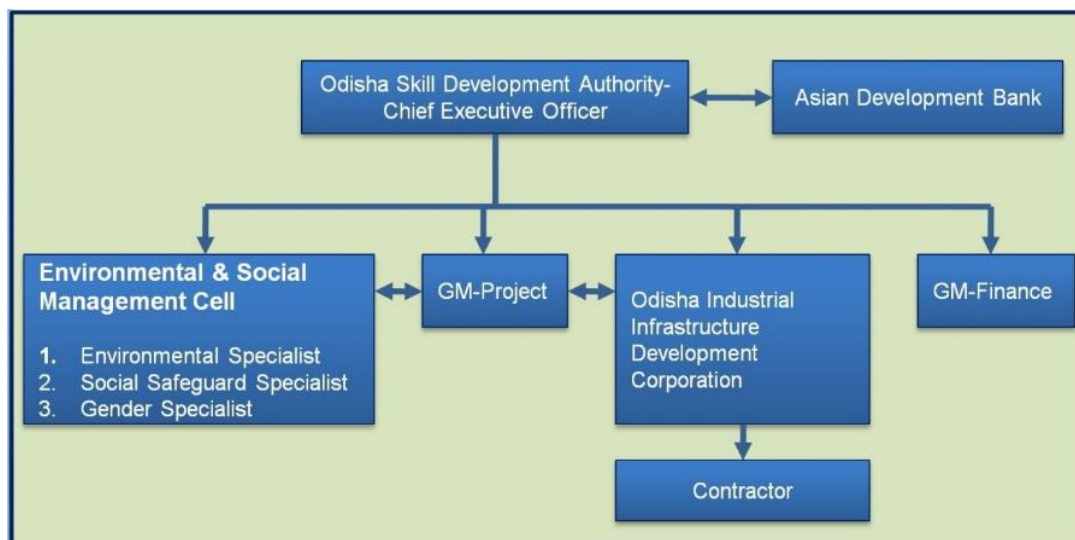 Odisha Skill Development Authority-
Chief Executive Officer
Asian Development Bank
Environmental & Social
Management Cell
1. Environmental Specialist
2. Social Safeguard Specialist
3. Gender Specialist
GM-Project
Odisha Industrial
Infrastructure
Development
Corporation
GM-Finance
Contractor